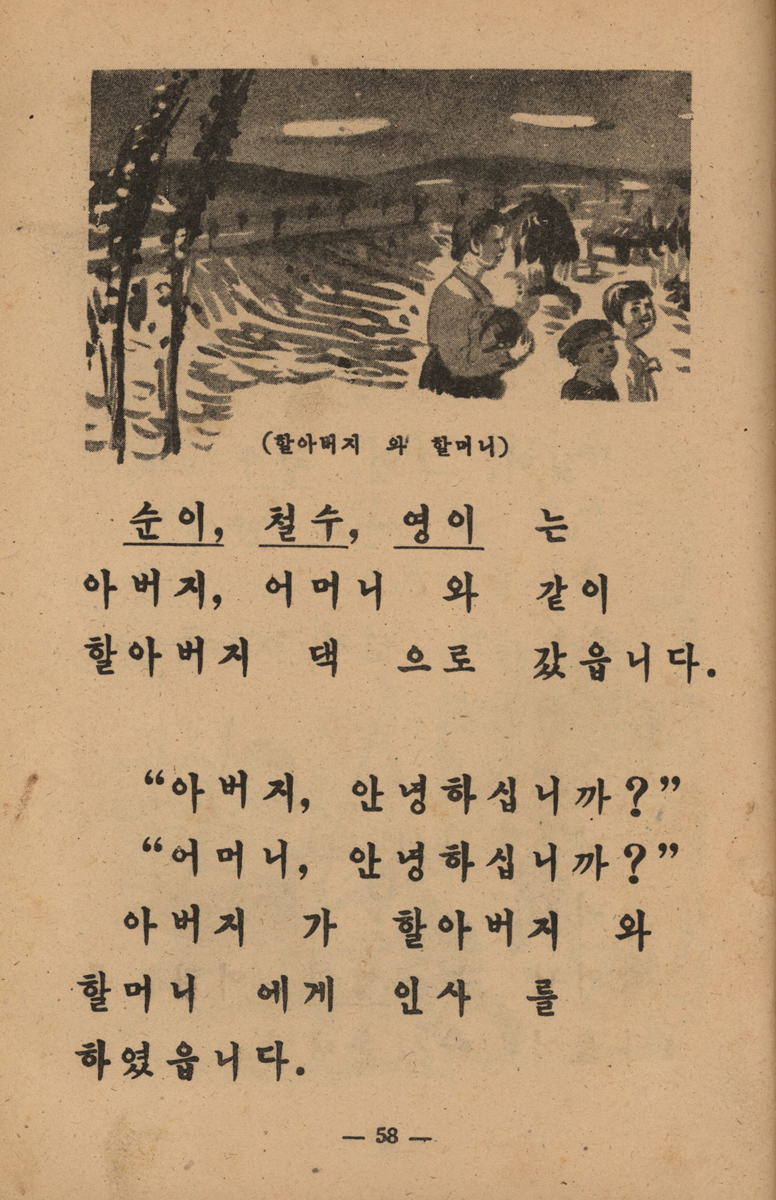 (할아버지 와 할머니)
순이, 철수, 영이 는
아버지, 어머니 와 같이
할아버지 댁 으로 갔읍니다.
“아버지, 안녕하십니까?”
“어머니, 안녕하십니까?”
아버지 가 할아버지 와
할머니 에게 인사 를
하였읍니다.
— 58 —